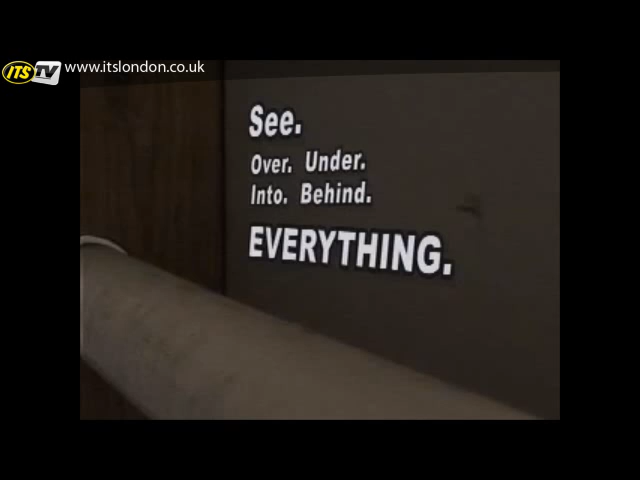 ITS TV www.itslondon.co.uk
See.
Over. Under.
Into. Behind.
EVERYTHING.